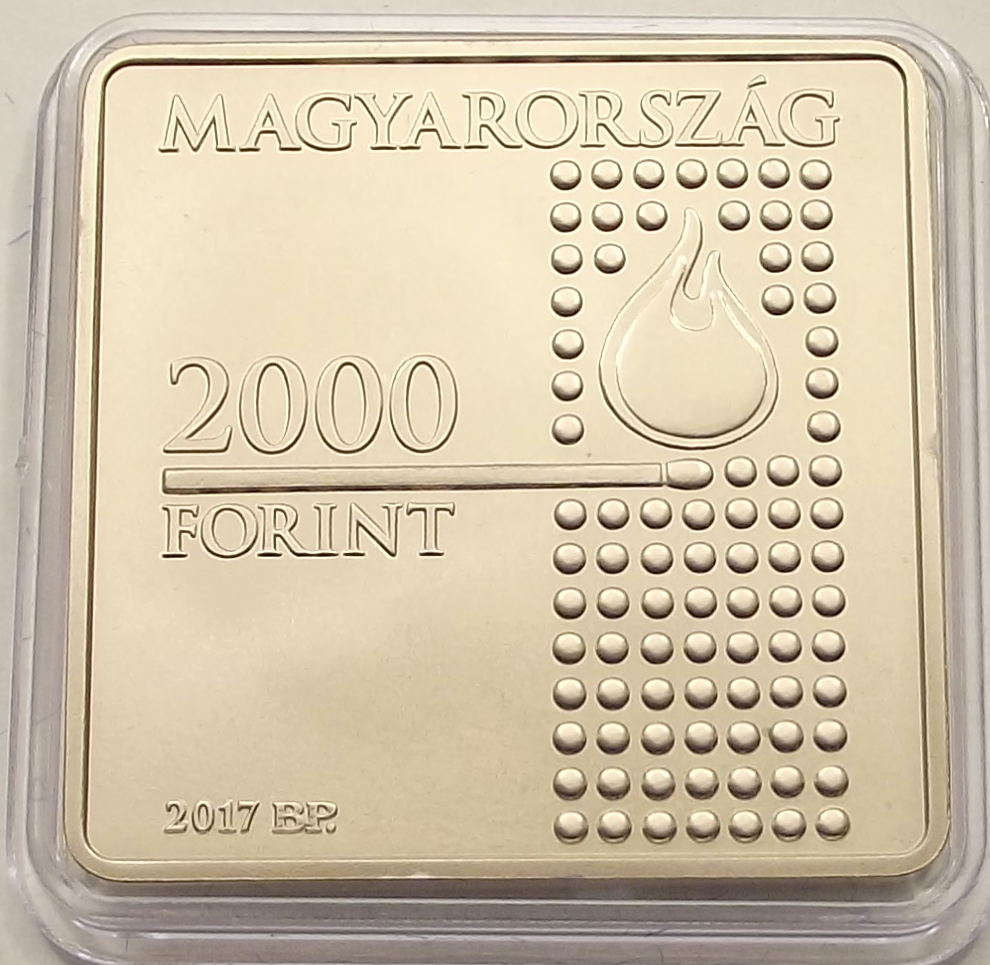 MAGYARORSZÁG
2000
FORINT
2017 BP.